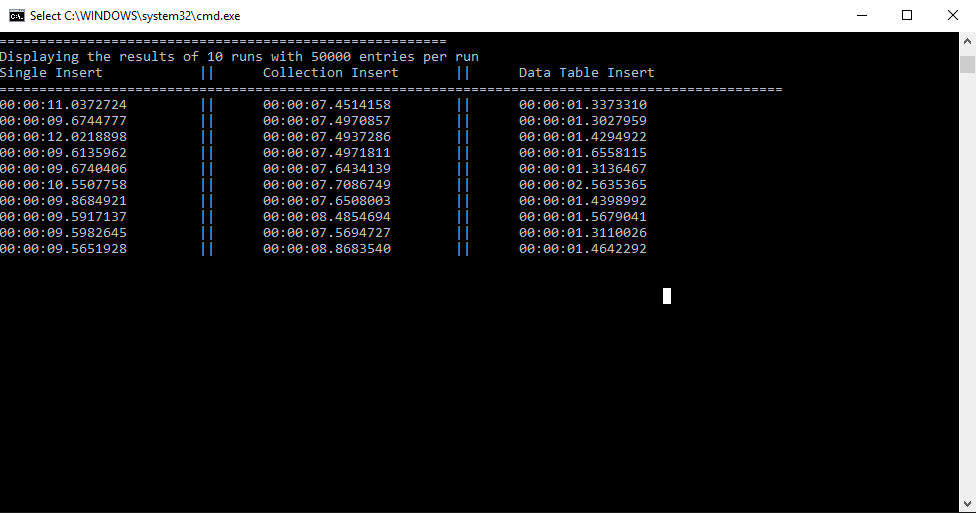 Select C:\WINDOWS\system32\cmd.exe
========================================================
Displaying the results of 10 runs with 50000 entries per run
Single Insert || Collection Insert || Data Table Insert
==================================================================================================
00:00:11.0372724 || 00:00:07.4514158 || 00:00:01.3373310
00:00:09.6744777 || 00:00:07.4970857 || 00:00:01.3027959
00:00:12.0218898 || 00:00:07.4937286 || 00:00:01.4294922
00:00:09.6135962 || 00:00:07.4971811 || 00:00:01.6558115
00:00:09.6740406 || 00:00:07.6434139 || 00:00:01.3136467
00:00:10.5507758 || 00:00:07.7086749 || 00:00:02.5635365
00:00:09.8684921 || 00:00:07.6508003 || 00:00:01.4398992
00:00:09.5917137 || 00:00:08.4854694 || 00:00:01.5679041
00:00:09.5982645 || 00:00:07.5694727 || 00:00:01.3110026
00:00:09.5651928 || 00:00:08.8683540 || 00:00:01.4642292